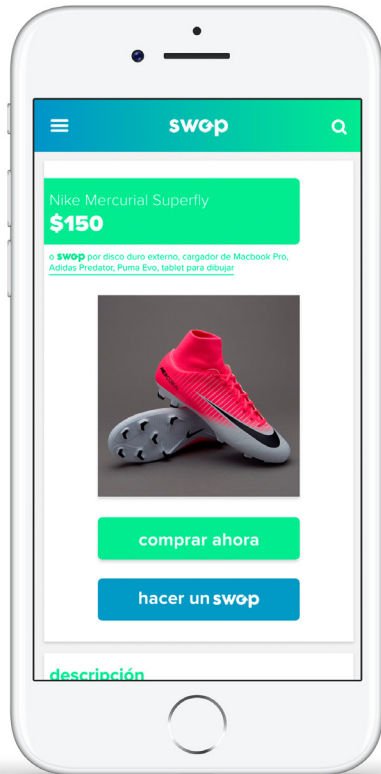 swop
Nike Mercurial Superfly
$150
o swop por disco duro externo, cargador de Macbook Pro,
Adidas Predator, Puma Evo, tablet para dibujar
comprar ahora
hacer un swop
descripción